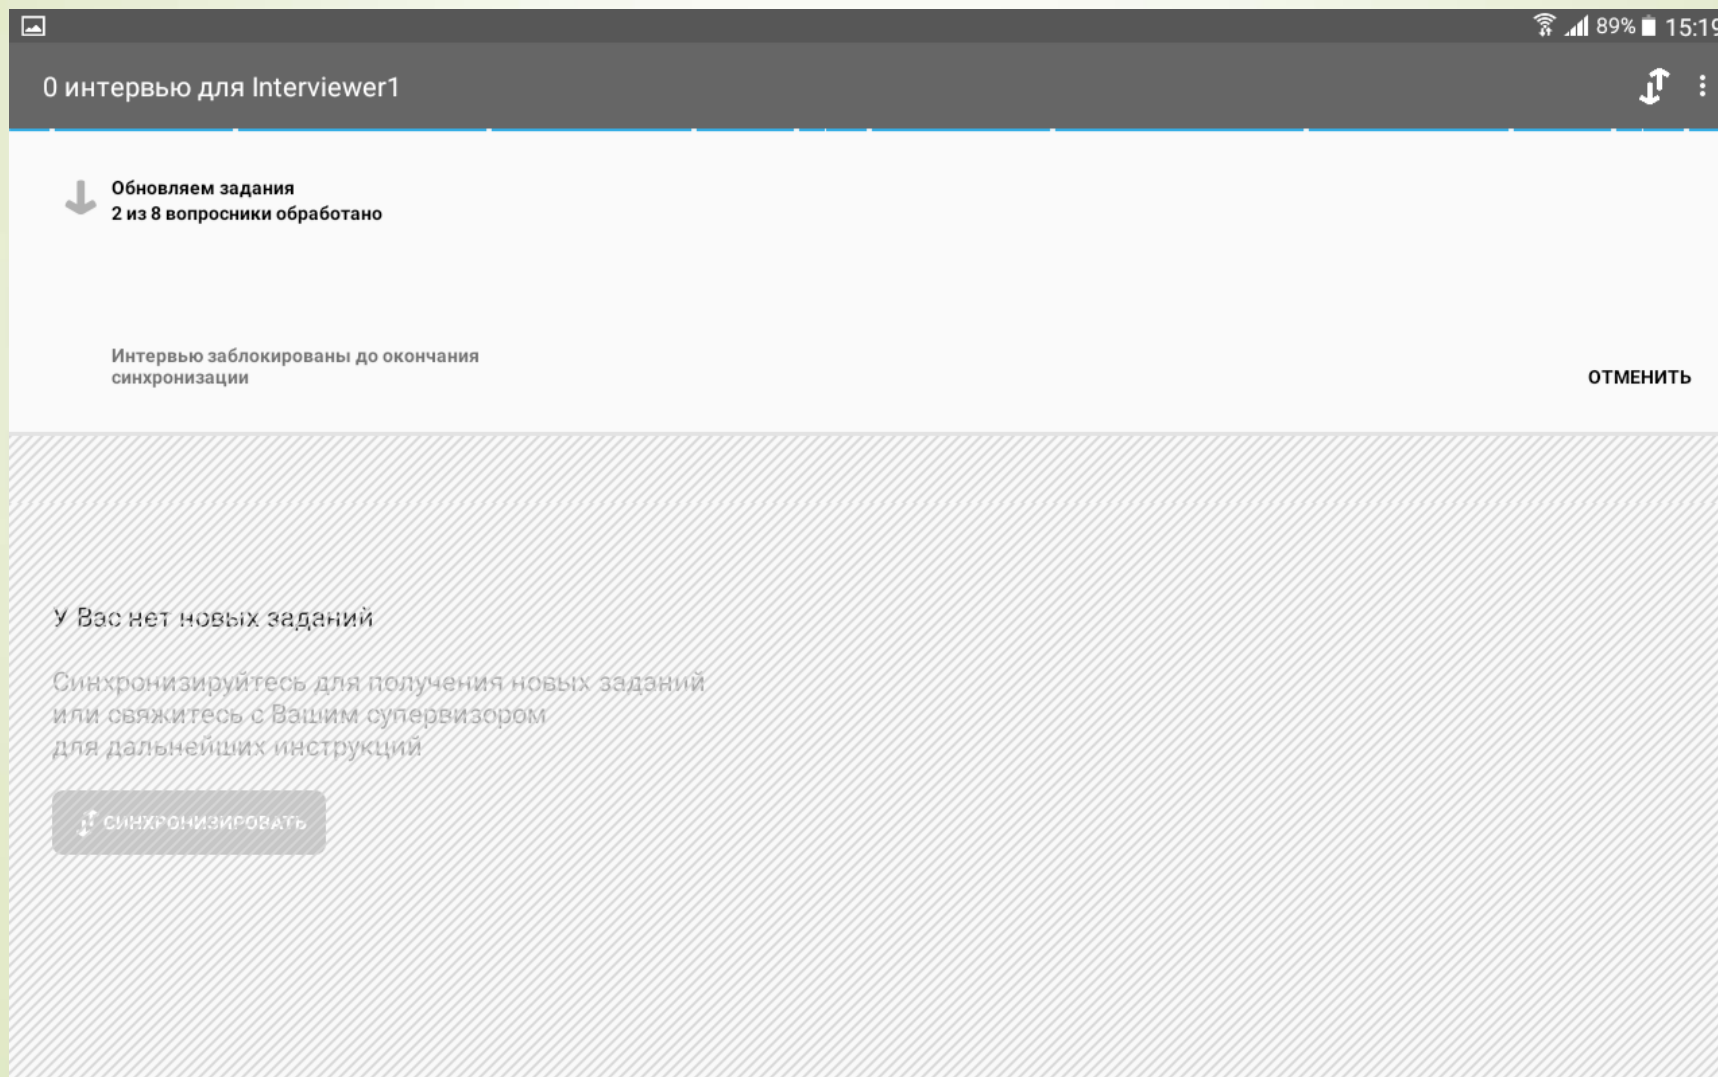 89% 15:19
0 интервью для Interviewer1
Обновляем задания
2 из 8 вопросники обработано
Интервью заблокированы до окончания
синхронизации
ОТМЕНИТЬ
У Вас нет новых заданий
Синхронизируйтесь для получения новых заданий
или свяжитесь с Вашим супервизором
для дальнейших инструкций
СИНХРОНИЗИРОВАТЬ